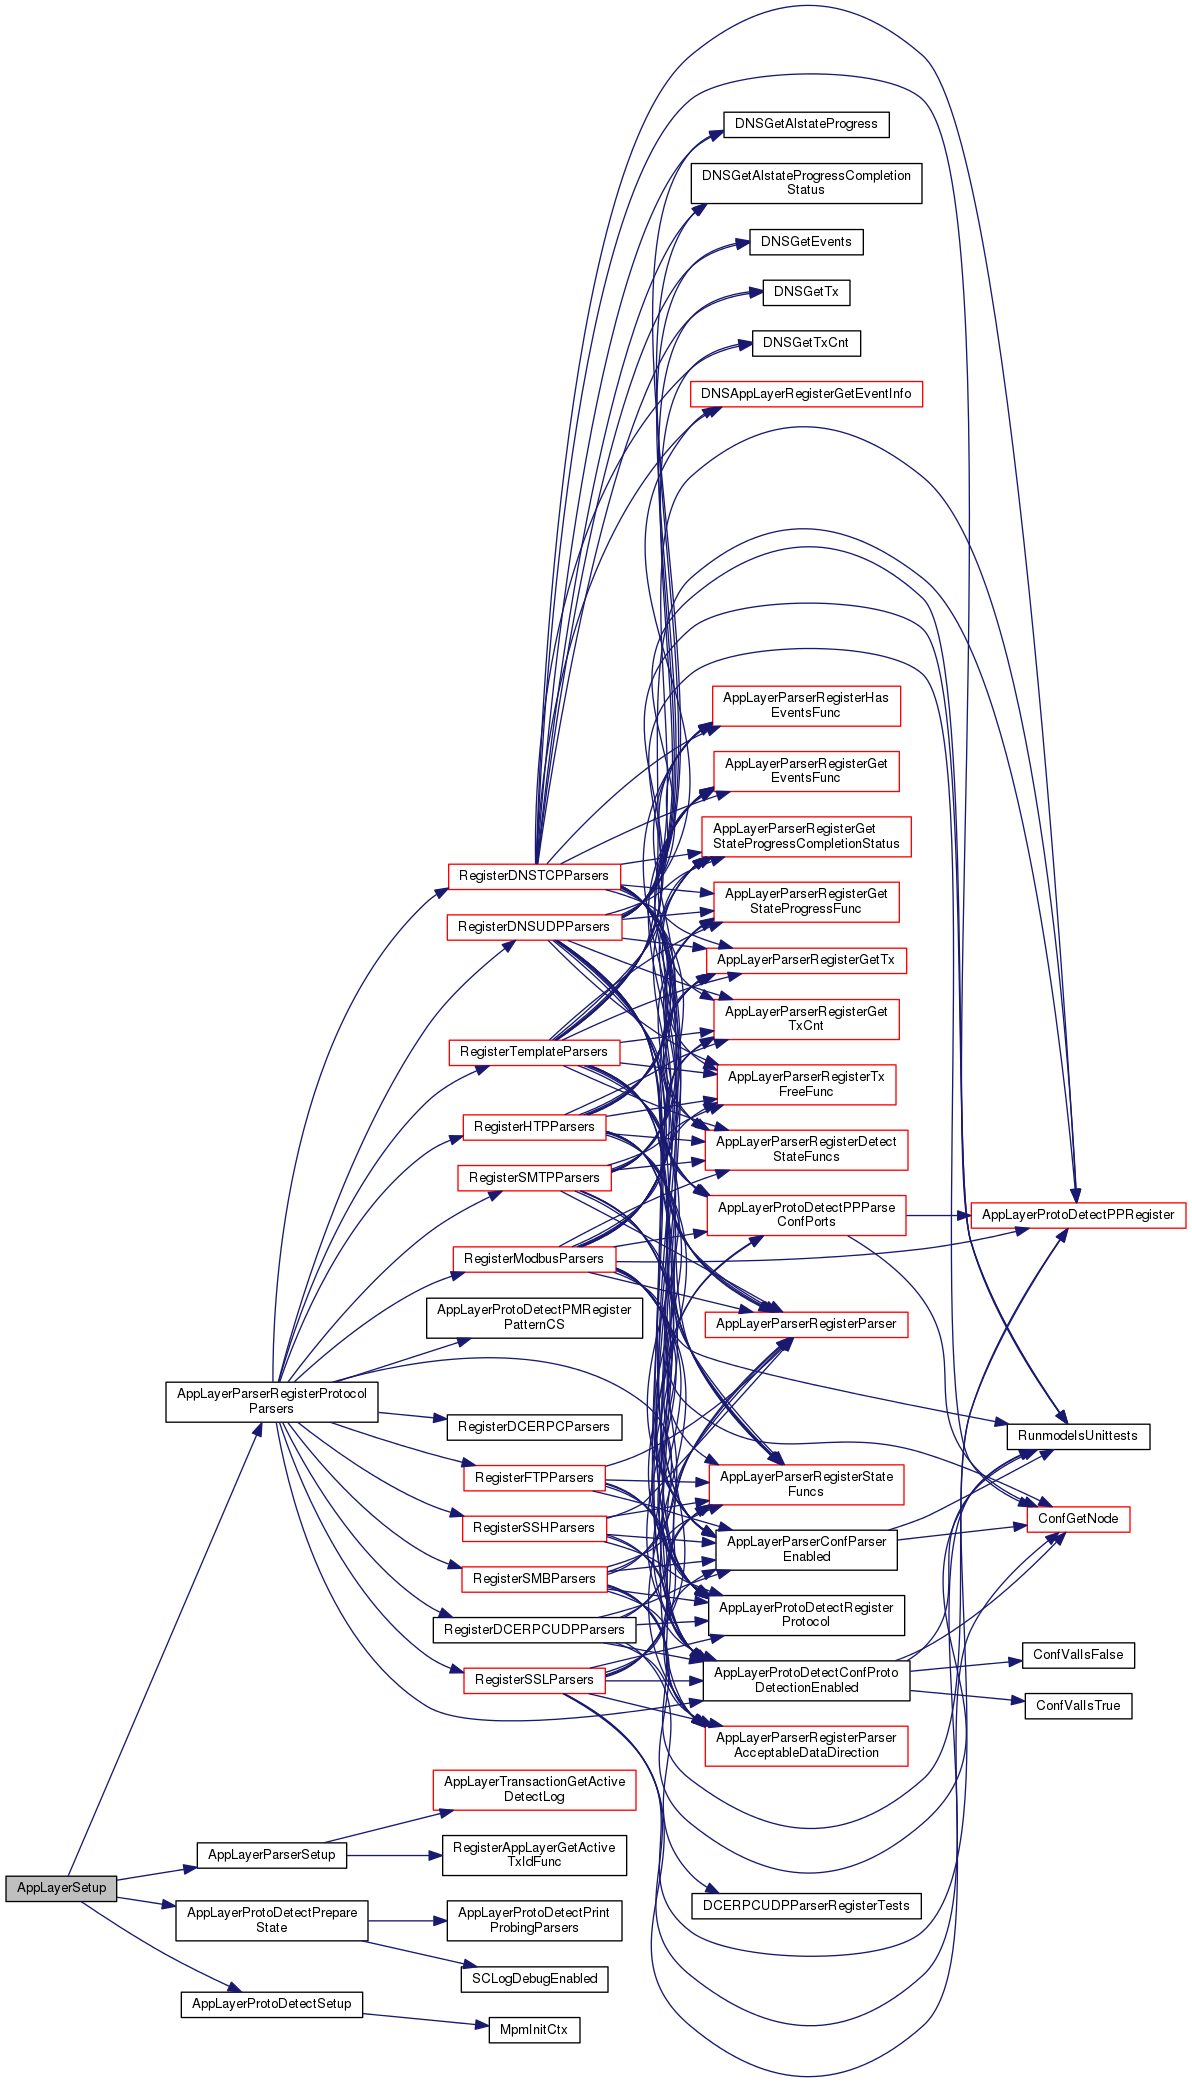 DNSGetAlstateProgress
DNSGetAlstateProgressCompletion
Status
DNSGetEvents
DNSGetTx
DNSGetTxCnt
DNSAppLayerRegisterGetEventInfo
AppLayerParserRegisterHas
EventsFunc
AppLayerParserRegisterGet
EventsFunc
AppLayerParserRegisterGet
StateProgressCompletionStatus
RegisterDNSTCPParsers
AppLayerParserRegisterGet
StateProgressFunc
RegisterDNSUDPParsers
AppLayerParserRegisterGetTx
AppLayerParserRegisterGet
TxCnt
RegisterTemplateParsers
AppLayerParserRegisterTx
FreeFunc
RegisterHTPParsers
AppLayerParserRegisterDetect
StateFuncs
RegisterSMTPParsers
AppLayerProtoDetectPPParse
ConfPorts
AppLayerProtoDetectPPRegister
RegisterModbusParsers
AppLayerProtoDetectPMRegister
PatternCS
AppLayerParserRegisterParser
AppLayerParserRegisterProtocol
Parsers
RegisterDCERPCParsers
RunmodeIsUnittests
RegisterFTPParsers
AppLayerParserRegisterState
Funcs
ConfGetNode
RegisterSSHParsers
AppLayerParserConfParser
Enabled
RegisterSMBParsers
AppLayerProtoDetectRegister
Protocol
RegisterDCERPCUDPParsers
ConfValIsFalse
RegisterSSLParsers
AppLayerProtoDetectConfProto
DetectionEnabled
ConfValIsTrue
AppLayerParserRegisterParser
AcceptableDataDirection
AppLayerTransactionGetActive
DetectLog
AppLayerParserSetup
RegisterAppLayerGetActive
TxIdFunc
AppLayerSetup
DCERPCUDPParserRegisterTests
AppLayerProtoDetectPrepare
State
AppLayerProtoDetectPrint
ProbingParsers
SCLogDebugEnabled
AppLayerProtoDetectSetup
MpmInitCtx